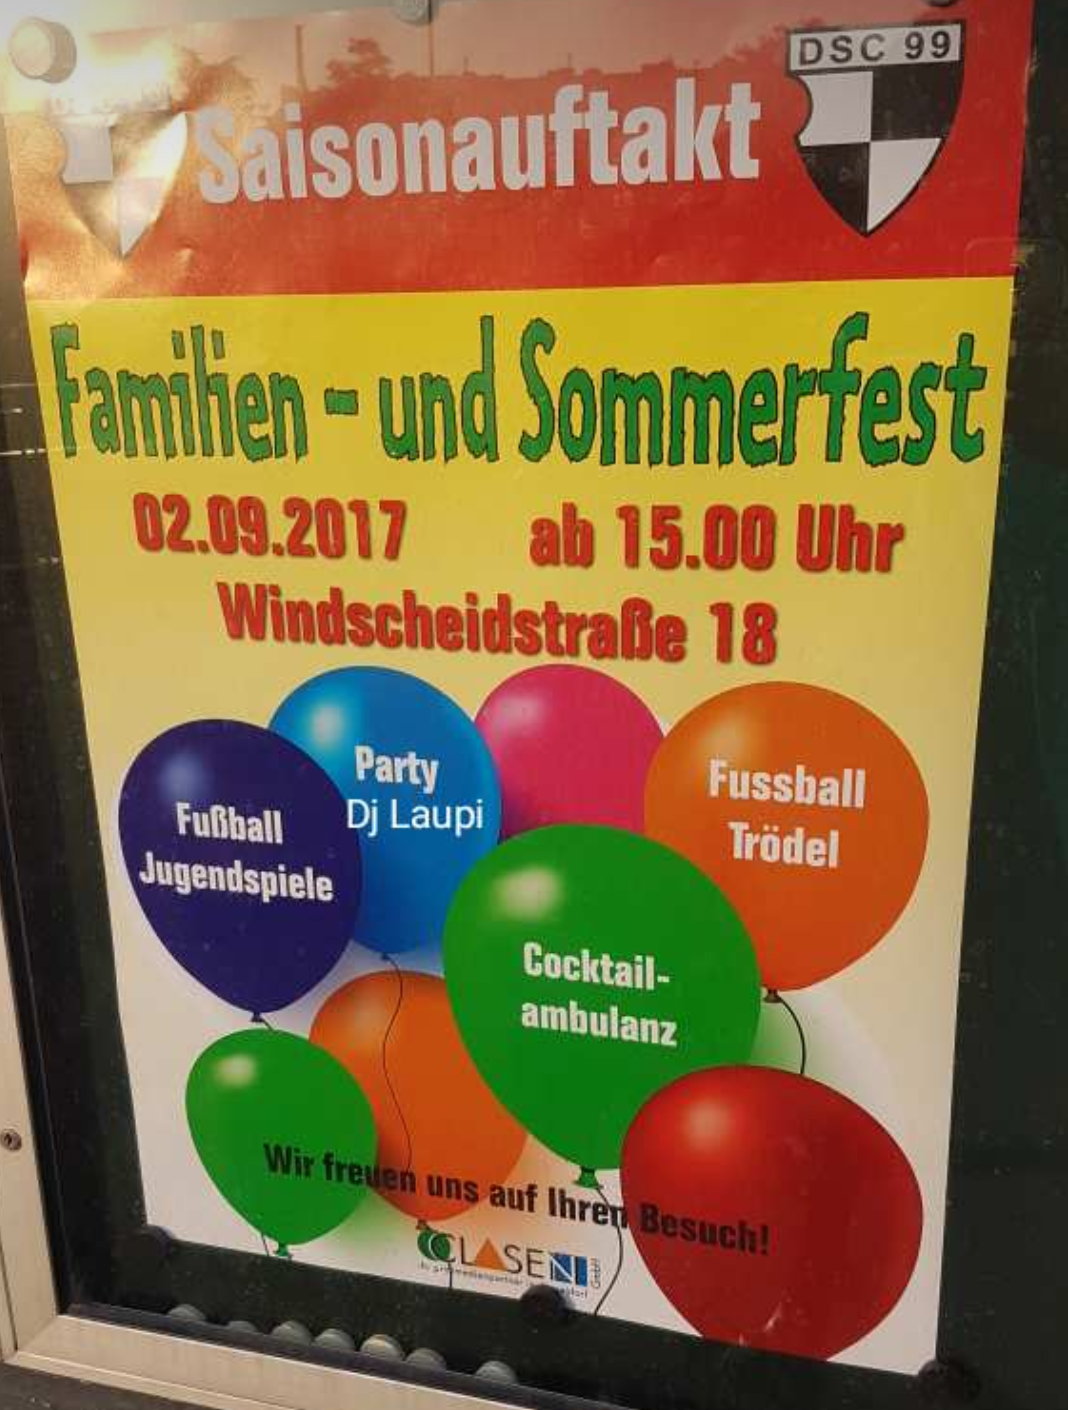 DSC 99
Saisonauftakt
Familien - und Sommerfest
02.09.2017 ab 15.00 Uhr
Windscheidstraße 18
Party
Dj Laupi
Fußball
Jugendspiele
Fussball
Trödel
Cocktail-
ambulanz
Wir freuen uns auf Ihren Besuch!
CLASEN GmbH